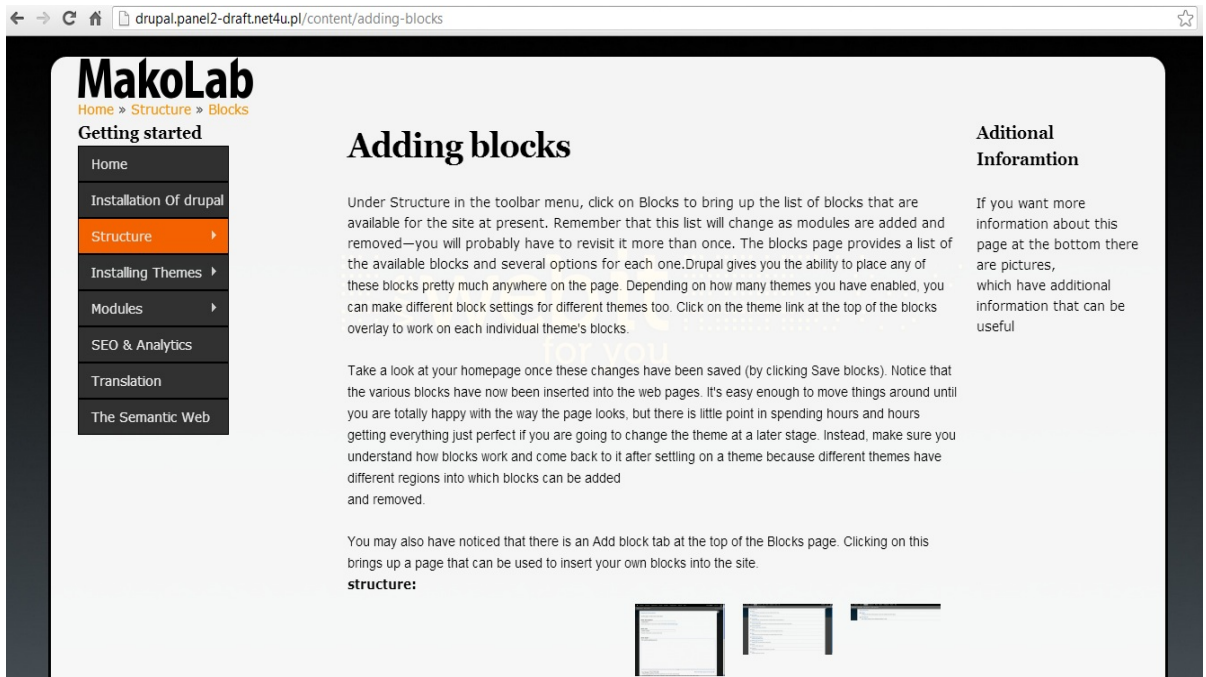 drupal.panel2-draft.net4u.pl/content/adding-blocks
MakoLab
Home » Structure » Blocks
Getting started
Home
Installation Of drupal
Structure
Installing Themes
Modules
SEO & Analytics
Translation
The Semantic Web
Adding blocks
Under Structure in the toolbar menu, click on Blocks to bring up the list of blocks that are
available for the site at present. Remember that this list will change as modules are added and
removed—you will probably have to revisit it more than once. The blocks page provides a list of
the available blocks and several options for each one.Drupal gives you the ability to place any of
these blocks pretty much anywhere on the page. Depending on how many themes you have enabled, you
can make different block settings for different themes too. Click on the theme link at the top of the blocks
overlay to work on each individual theme's blocks.
for you
Take a look at your homepage once these changes have been saved (by clicking Save blocks). Notice that
the various blocks have now been inserted into the web pages. It's easy enough to move things around until
you are totally happy with the way the page looks, but there is little point in spending hours and hours
getting everything just perfect if you are going to change the theme at a later stage. Instead, make sure you
understand how blocks work and come back to it after settling on a theme because different themes have
different regions into which blocks can be added
and removed.
You may also have noticed that there is an Add block tab at the top of the Blocks page. Clicking on this
brings up a page that can be used to insert your own blocks into the site.
structure:
Aditional
Inforamtion
If you want more
information about this
page at the bottom there
are pictures,
which have additional
information that can be
useful